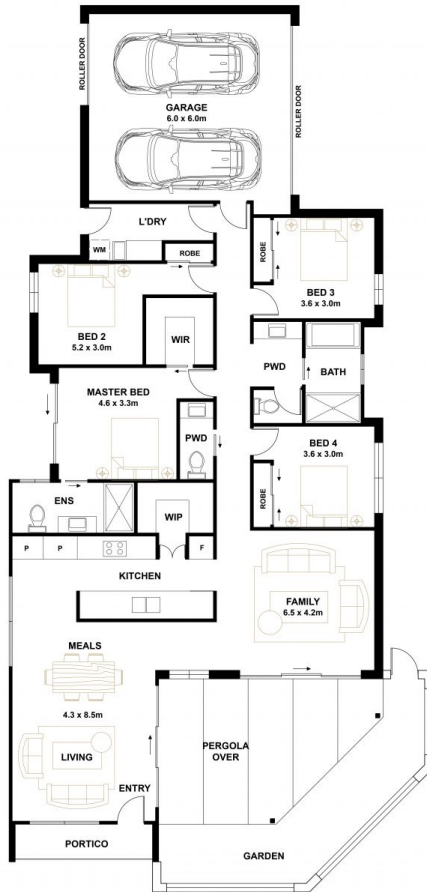 ROLLER DOOR
GARAGE
6.0 x 6.0m
ROLLER DOOR
L'DRY
WM
ROBE
ROBE
BED 3
3.6 x 3.0m
BED 2
5.2 x 3.0m
WIR
PWD
BATH
MASTER BED
4.6 x 3.3m
PWD
BED 4
3.6 x 3.0m
ROBE
ENS
WIP
P
P
F
KITCHEN
FAMILY
6.5 x 4.2m
MEALS
4.3 x 8.5m
LIVING
PERGOLA
OVER
ENTRY
PORTICO
GARDEN